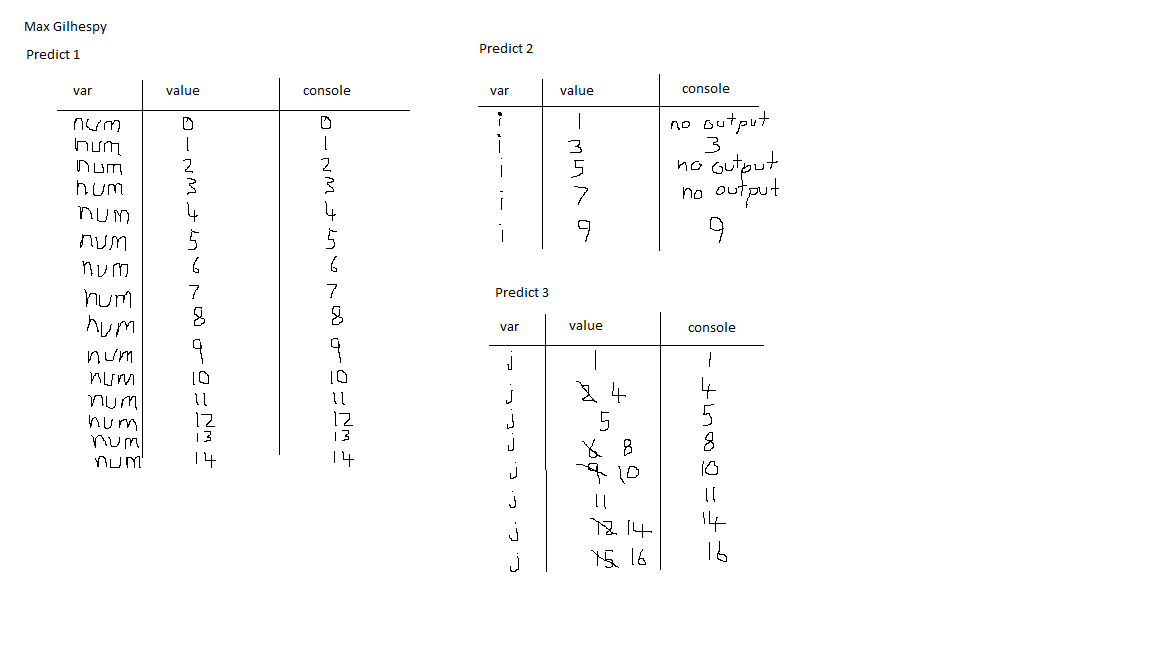 Max Gilhespy
Predict 1
var value console
num 0 0
num 1 1
num 2 2
num 3 3
num 4 4
num 5 5
num 6 6
num 7 7
num 8 8
num 9 9
num 10 10
num 11 11
num 12 12
num 13 13
num 14 14
Predict 2
var value console
i 1 no output
i 3 3
i 5 no output
i 7 no output
i 9 9
Predict 3
var value console
j 1 1
j 2 4 4
j 5 5
j 6 8 8
j 9 10 10
j 11 11
j 12 14 14
j 15 16 16